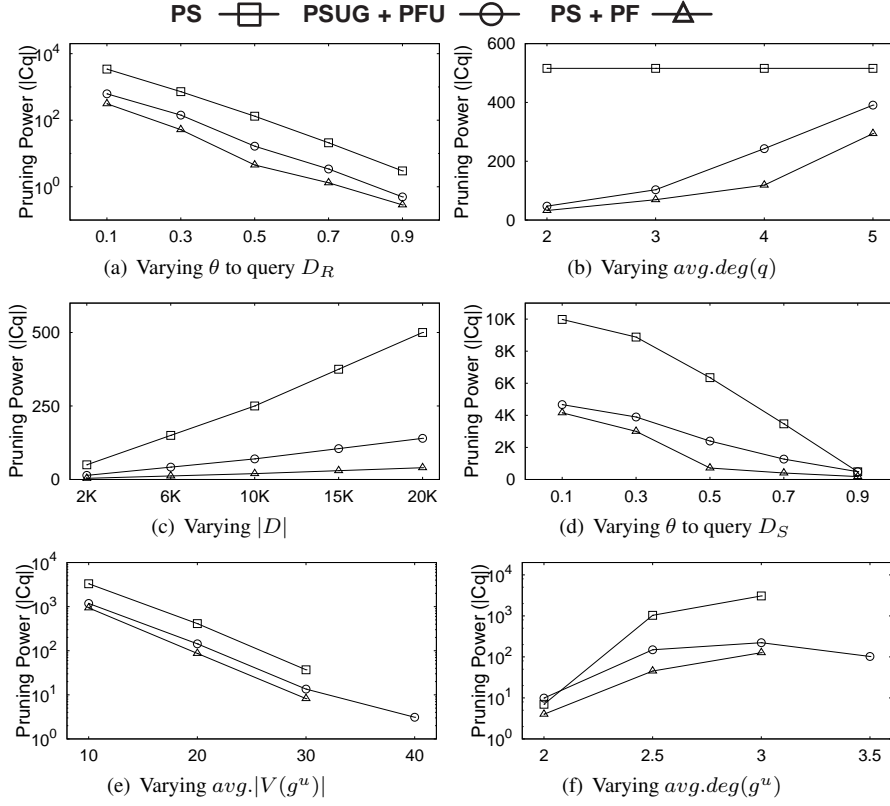 PS PSUG + PFU PS + PF
Pruning Power (|Cq|)
10^4
10^2
10^0
0.1 0.3 0.5 0.7 0.9
(a) Varying θ to query D_R
Pruning Power (|Cq|)
600
400
200
0
2 3 4 5
(b) Varying avg.deg(q)
Pruning Power (|Cq|)
500
250
0
2K 6K 10K 15K 20K
(c) Varying |D|
Pruning Power (|Cq|)
10K
8K
6K
4K
2K
0
0.1 0.3 0.5 0.7 0.9
(d) Varying θ to query D_S
Pruning Power (|Cq|)
10^4
10^3
10^2
10^1
10^0
10 20 30 40
(e) Varying avg.|V(g^u)|
Pruning Power (|Cq|)
10^4
10^3
10^2
10^1
10^0
2 2.5 3 3.5
(f) Varying avg.deg(g^u)